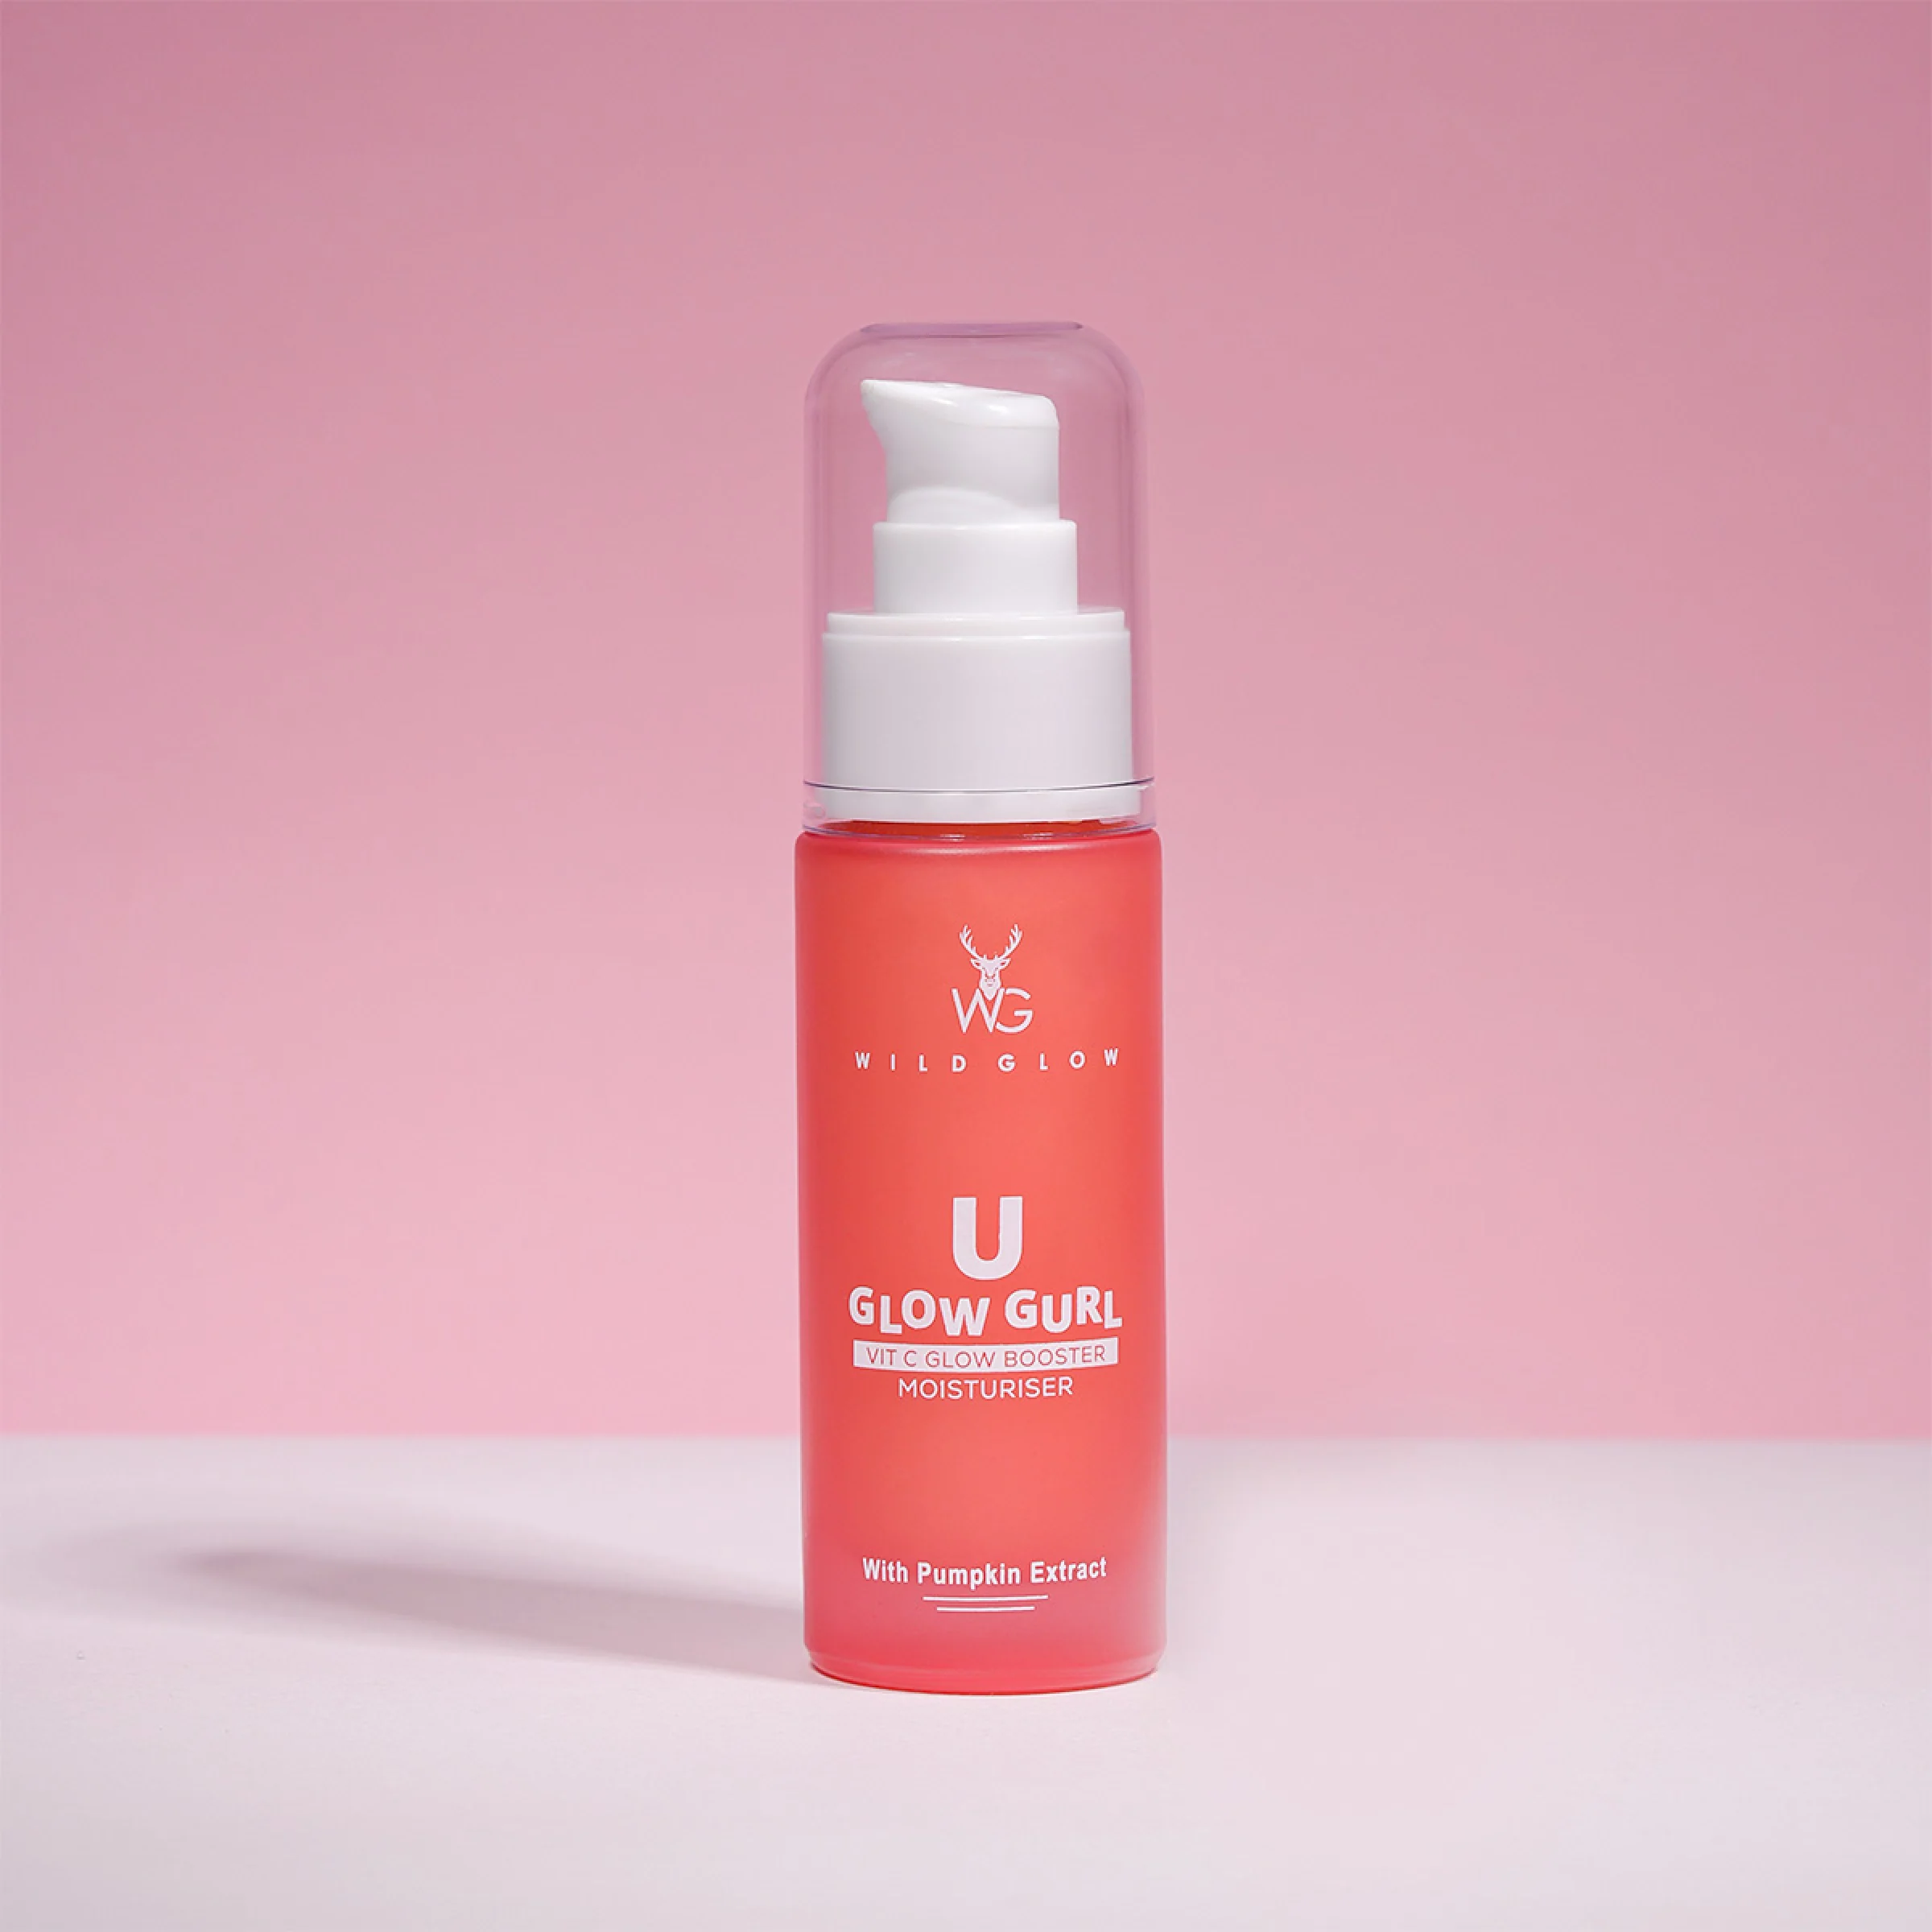 WG
WILD GLOW
U
GLOW GURL
VIT C GLOW BOOSTER
MOISTURISER
With Pumpkin Extract